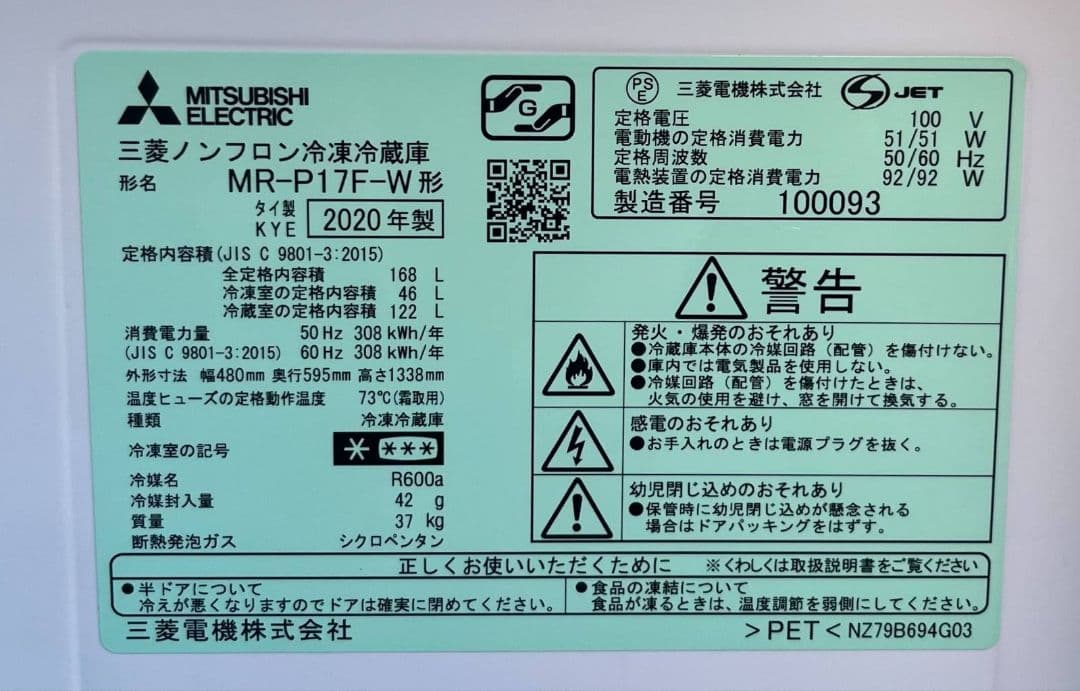 MITSUBISHI
ELECTRIC
三菱ノンフロン冷凍冷蔵庫
形名 MR-P17F-W形
タイ製
KYE
2020年製
定格内容積(JIS C 9801-3:2015)
全定格内容積 168 L
冷凍室の定格内容積 46 L
冷蔵室の定格内容積 122 L
消費電力量 50Hz 308kWh/年
(JIS C 9801-3:2015) 60Hz 308kWh/年
外形寸法 幅480mm 奥行595mm 高さ1338mm
温度ヒューズの定格動作温度 73℃(霜取用)
種類 冷凍冷蔵庫
冷凍室の記号
冷媒名 R600a
冷媒封入量 42 g
質量 37 kg
断熱発泡ガス シクロペンタン
G
PS
E
三菱電機株式会社
JET
定格電圧 100 V
電動機の定格消費電力 51/51 W
定格周波数 50/60 Hz
電熱装置の定格消費電力 92/92 W
製造番号 100093
警告
発火・爆発のおそれあり
●冷蔵庫本体の冷媒回路(配管)を傷付けない。
●庫内では電気製品を使用しない。
●冷媒回路(配管)を傷付けたときは、
火気の使用を避け、窓を開けて換気する。
感電のおそれあり
●お手入れのときは電源プラグを抜く。
幼児閉じ込めのおそれあり
●保管時に幼児閉じ込めが懸念される
場合はドアパッキングをはずす。
正しくお使いいただくために ※くわしくは取扱説明書をご覧ください
●半ドアについて
冷えが悪くなりますのでドアは確実に閉めてください。
●食品の凍結について
食品が凍るときは、温度調節を弱側にしてください。
三菱電機株式会社
>PET< NZ79B694G03